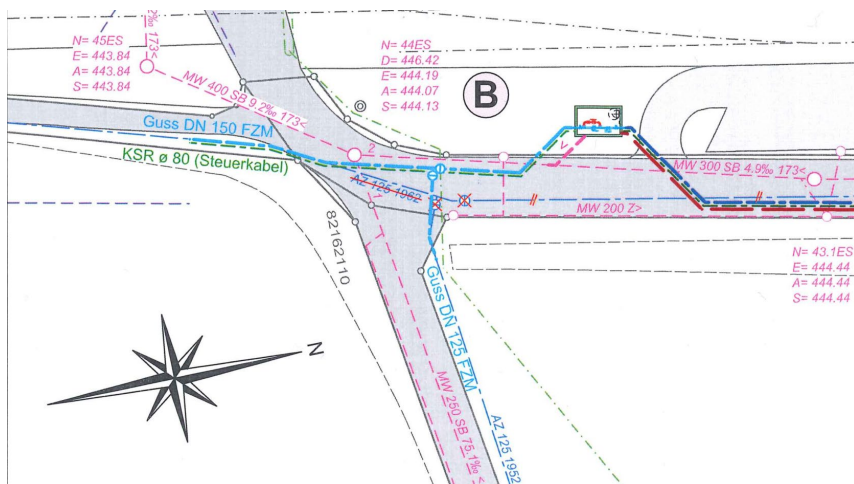 2‰ 173<
N= 45ES
E= 443.84
A= 443.84
S= 443.84
N= 44ES
D= 446.42
E= 444.19
A= 444.07
S= 444.13
B
MW 400 SB 9.2‰ 173<
Guss DN 150 FZM
KSR ø 80 (Steuerkabel)
2
AZ 125 1962
MW 300 SB 4.9‰ 173<
MW 200 Z>
82162110
N= 43.1ES
E= 444.44
A= 444.44
S= 444.44
Guss DN 125 FZM
MW 250 SB 75.1‰ <
AZ 125 1952
N